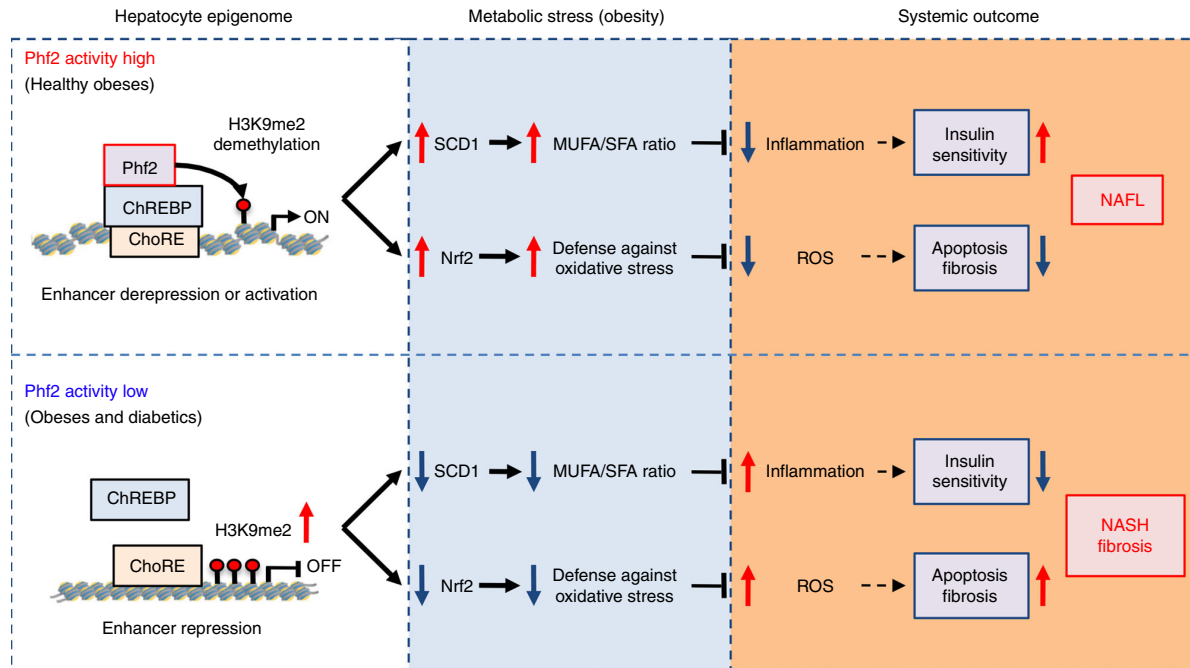 Hepatocyte epigenome
Metabolic stress (obesity)
Systemic outcome
Phf2 activity high
(Healthy obeses)
H3K9me2
demethylation
Phf2
ChREBP
ChoRE
ON
Enhancer derepression or activation
SCD1
MUFA/SFA ratio
Inflammation
Insulin
sensitivity
Nrf2
Defense against
oxidative stress
ROS
Apoptosis
fibrosis
NAFL
Phf2 activity low
(Obeses and diabetics)
ChREBP
H3K9me2
ChoRE
OFF
Enhancer repression
SCD1
MUFA/SFA ratio
Inflammation
Insulin
sensitivity
Nrf2
Defense against
oxidative stress
ROS
Apoptosis
fibrosis
NASH
fibrosis